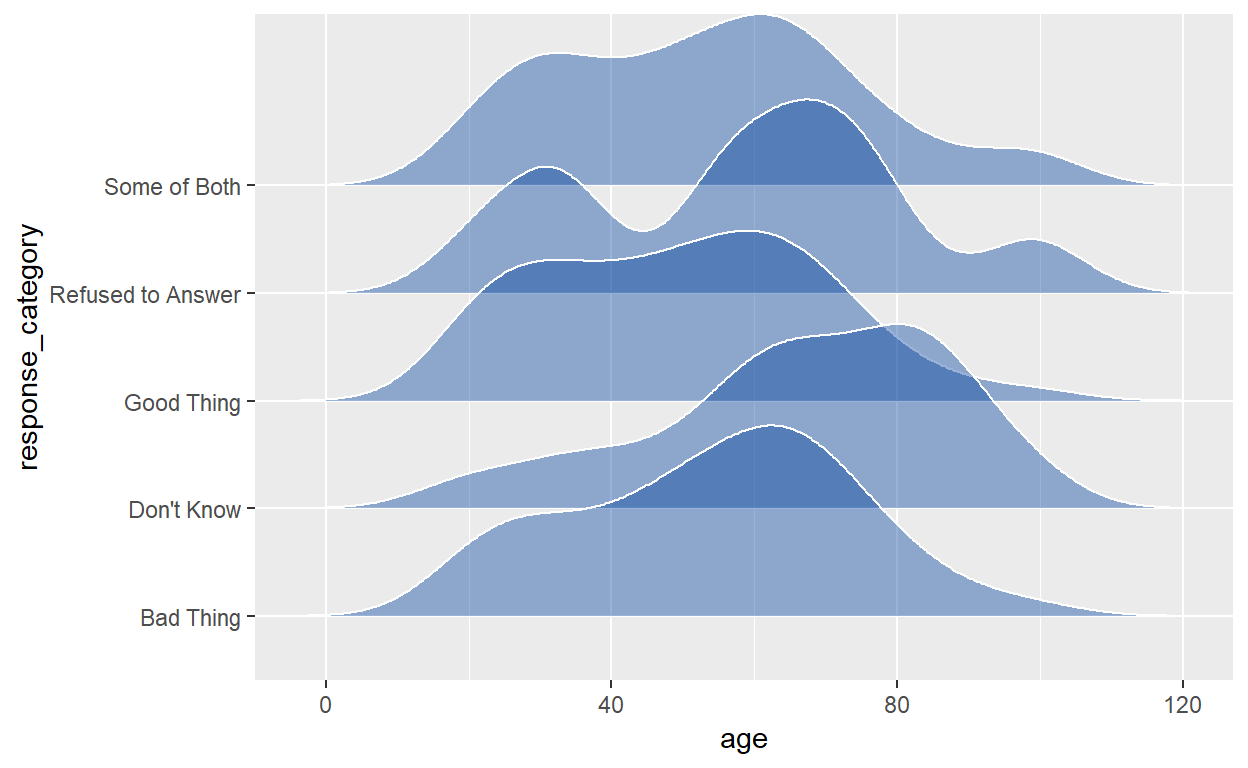 response_category
Some of Both
Refused to Answer
Good Thing
Don't Know
Bad Thing
0 40 80 120
age